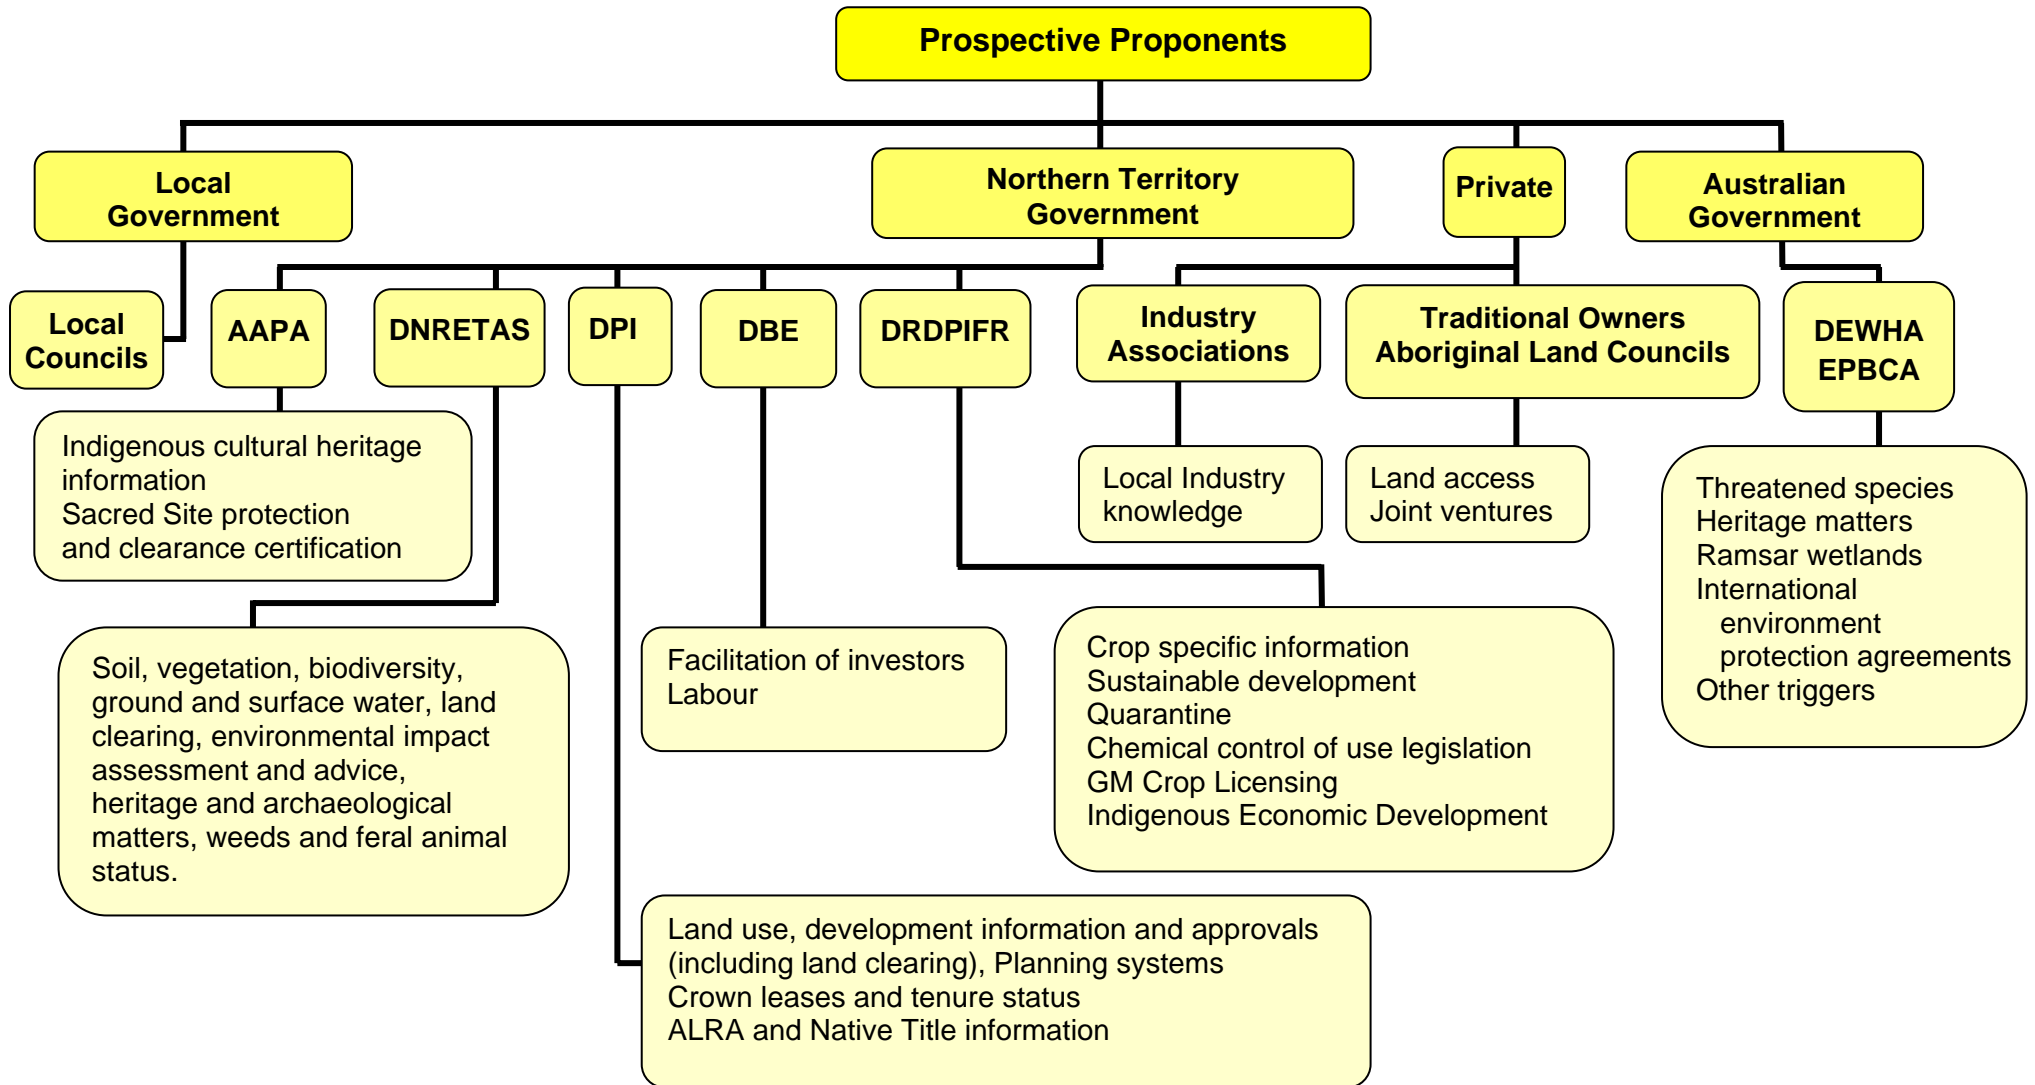 Prospective Proponents
Local
Government
Northern Territory
Government
Private
Australian
Government
Local
Councils
AAPA
DNRETAS
DPI
DBE
DRDPIFR
Industry
Associations
Traditional Owners
Aboriginal Land Councils
DEWHA
EPBCA
Indigenous cultural heritage
information
Sacred Site protection
and clearance certification
Local Industry
knowledge
Land access
Joint ventures
Threatened species
Heritage matters
Ramsar wetlands
International
environment
protection agreements
Other triggers
Soil, vegetation, biodiversity,
ground and surface water, land
clearing, environmental impact
assessment and advice,
heritage and archaeological
matters, weeds and feral animal
status.
Facilitation of investors
Labour
Crop specific information
Sustainable development
Quarantine
Chemical control of use legislation
GM Crop Licensing
Indigenous Economic Development
Land use, development information and approvals
(including land clearing), Planning systems
Crown leases and tenure status
ALRA and Native Title information